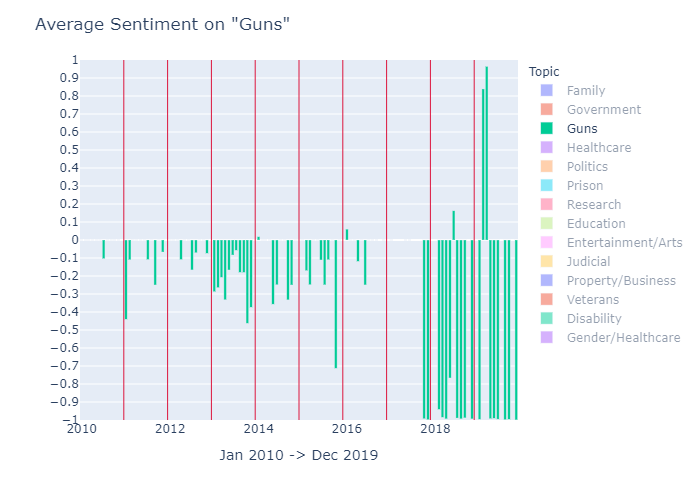 Average Sentiment on "Guns"
1
0.9
0.8
0.7
0.6
0.5
0.4
0.3
0.2
0.1
0
−0.1
−0.2
−0.3
−0.4
−0.5
−0.6
−0.7
−0.8
−0.9
−1
2010 2012 2014 2016 2018
Jan 2010 -> Dec 2019
Topic
Family
Government
Guns
Healthcare
Politics
Prison
Research
Education
Entertainment/Arts
Judicial
Property/Business
Veterans
Disability
Gender/Healthcare